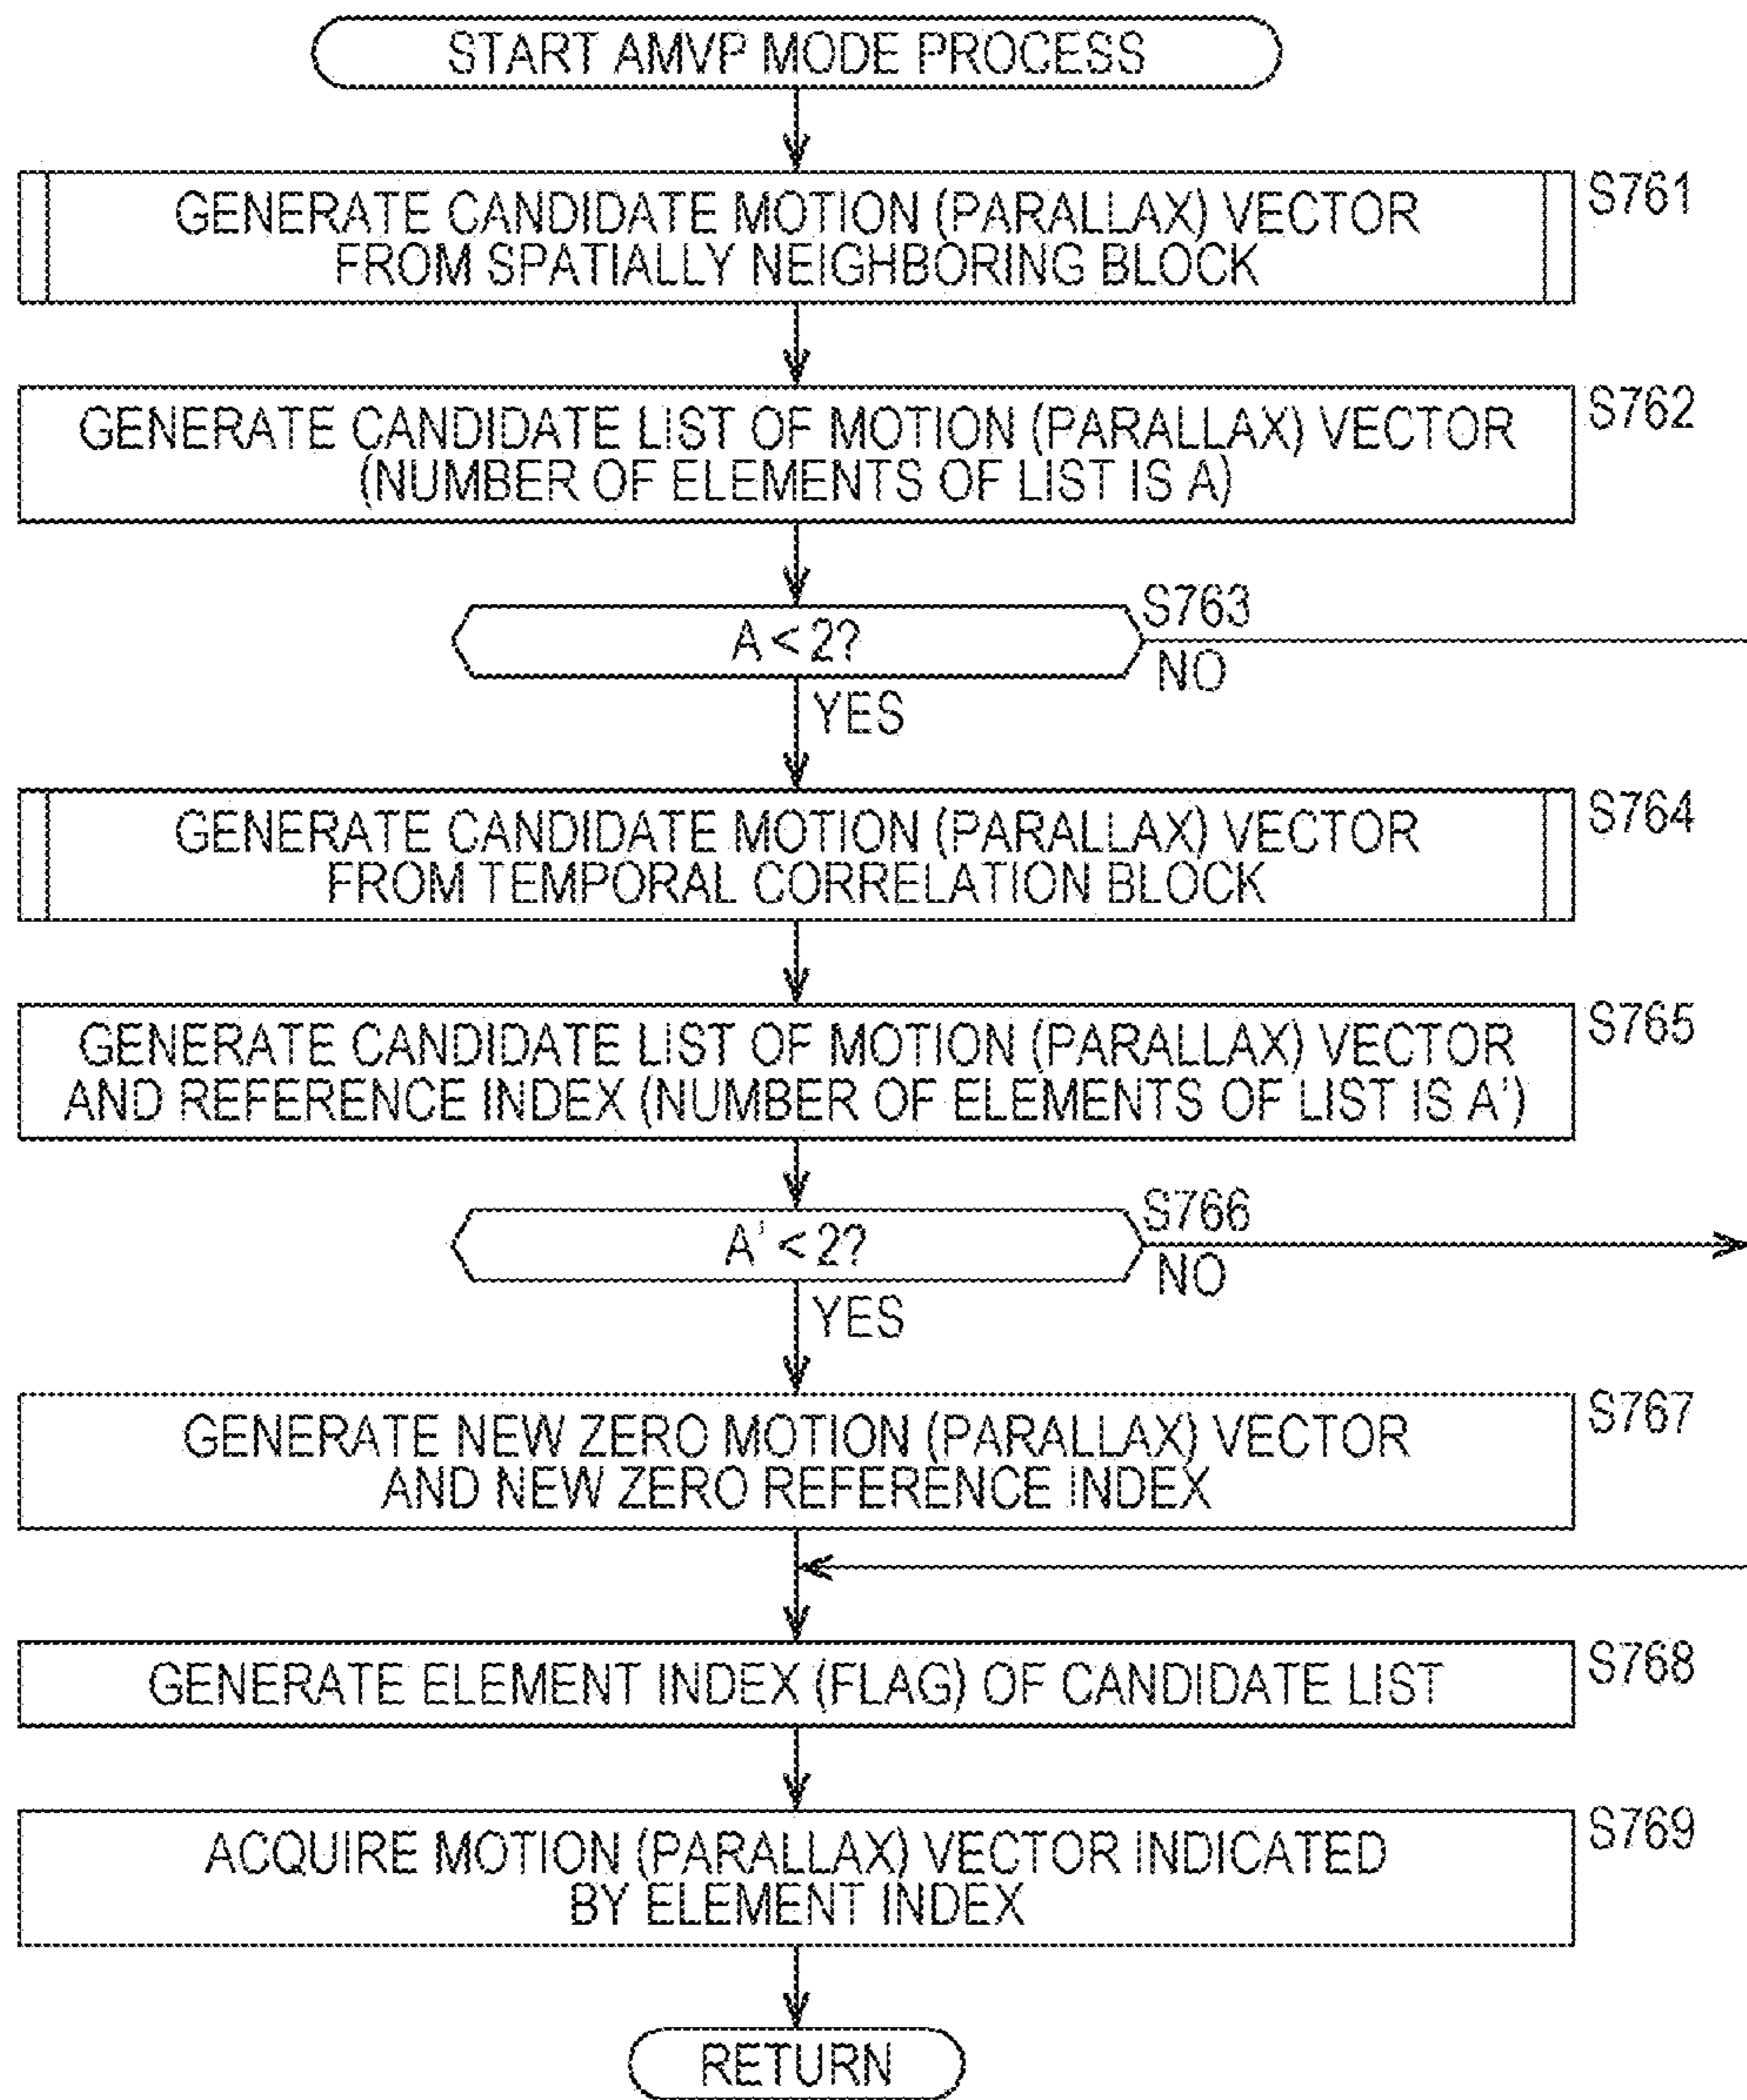 START AMVP MODE PROCESS
GENERATE CANDIDATE MOTION (PARALLAX) VECTOR
FROM SPATIALLY NEIGHBORING BLOCK
S761
GENERATE CANDIDATE LIST OF MOTION (PARALLAX) VECTOR
(NUMBER OF ELEMENTS OF LIST IS A)
S762
A < 2?
S763
NO
YES
GENERATE CANDIDATE MOTION (PARALLAX) VECTOR
FROM TEMPORAL CORRELATION BLOCK
S764
GENERATE CANDIDATE LIST OF MOTION (PARALLAX) VECTOR
AND REFERENCE INDEX (NUMBER OF ELEMENTS OF LIST IS A')
S765
A' < 2?
S766
NO
YES
GENERATE NEW ZERO MOTION (PARALLAX) VECTOR
AND NEW ZERO REFERENCE INDEX
S767
GENERATE ELEMENT INDEX (FLAG) OF CANDIDATE LIST
S768
ACQUIRE MOTION (PARALLAX) VECTOR INDICATED
BY ELEMENT INDEX
S769
RETURN